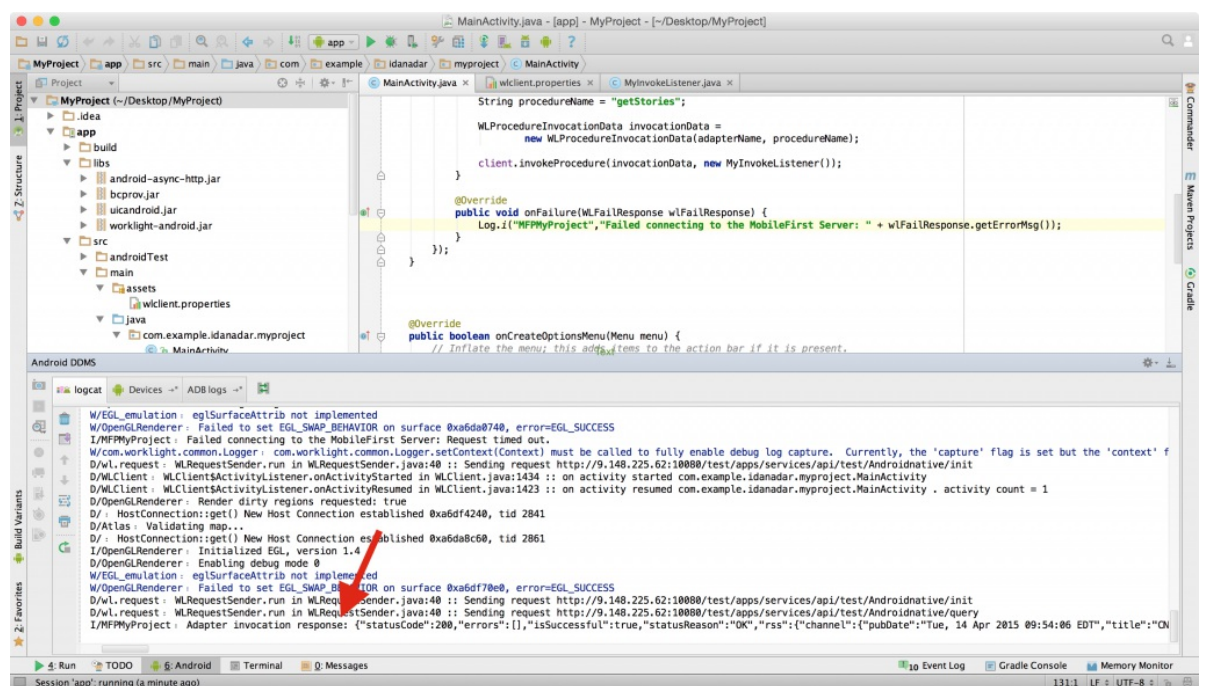 MainActivity.java - [app] - MyProject - [~/Desktop/MyProject]
app
MyProject app src main java com example idanadar myproject MainActivity
1: Project
Z: Structure
Build Variants
2: Favorites
Project
MyProject (~/Desktop/MyProject)
.idea
app
build
libs
android-async-http.jar
bcprov.jar
uicandroid.jar
worklight-android.jar
src
androidTest
main
assets
wlclient.properties
java
com.example.idanadar.myproject
MainActivity
MainActivity.java × wlclient.properties × MyInvokeListener.java ×
String procedureName = "getStories";
WLProcedureInvocationData invocationData =
new WLProcedureInvocationData(adapterName, procedureName);
client.invokeProcedure(invocationData, new MyInvokeListener());
}
@Override
public void onFailure(WLFailResponse wlFailResponse) {
Log.i("MFPMyProject","Failed connecting to the MobileFirst Server: " + wlFailResponse.getErrorMsg());
}
});
}
@Override
public boolean onCreateOptionsMenu(Menu menu) {
// Inflate the menu; this adds items to the action bar if it is present.
Text
Commander
Maven Projects
Gradle
Android DDMS
logcat Devices ADB logs
W/EGL_emulation﹕ eglSurfaceAttrib not implemented
W/OpenGLRenderer﹕ Failed to set EGL_SWAP_BEHAVIOR on surface 0xa6da0740, error=EGL_SUCCESS
I/MFPMyProject﹕ Failed connecting to the MobileFirst Server: Request timed out.
W/com.worklight.common.Logger﹕ com.worklight.common.Logger.setContext(Context) must be called to fully enable debug log capture.  Currently, the 'capture' flag is set but the 'context' f
D/wl.request﹕ WLRequestSender.run in WLRequestSender.java:40 :: Sending request http://9.148.225.62:10080/test/apps/services/api/test/Androidnative/init
D/WLClient﹕ WLClient$ActivityListener.onActivityStarted in WLClient.java:1434 :: on activity started com.example.idanadar.myproject.MainActivity
D/WLClient﹕ WLClient$ActivityListener.onActivityResumed in WLClient.java:1423 :: on activity resumed com.example.idanadar.myproject.MainActivity . activity count = 1
D/OpenGLRenderer﹕ Render dirty regions requested: true
D/﹕ HostConnection::get() New Host Connection established 0xa6df4240, tid 2841
D/Atlas﹕ Validating map...
D/﹕ HostConnection::get() New Host Connection established 0xa6da8c60, tid 2861
I/OpenGLRenderer﹕ Initialized EGL, version 1.4
D/OpenGLRenderer﹕ Enabling debug mode 0
W/EGL_emulation﹕ eglSurfaceAttrib not implemented
W/OpenGLRenderer﹕ Failed to set EGL_SWAP_BEHAVIOR on surface 0xa6df70e0, error=EGL_SUCCESS
D/wl.request﹕ WLRequestSender.run in WLRequestSender.java:40 :: Sending request http://9.148.225.62:10080/test/apps/services/api/test/Androidnative/init
D/wl.request﹕ WLRequestSender.run in WLRequestSender.java:40 :: Sending request http://9.148.225.62:10080/test/apps/services/api/test/Androidnative/query
I/MFPMyProject﹕ Adapter invocation response: {"statusCode":200,"errors":[],"isSuccessful":true,"statusReason":"OK","rss":{"channel":{"pubDate":"Tue, 14 Apr 2015 09:54:06 EDT","title":"CN
4: Run TODO 6: Android Terminal 0: Messages 10 Event Log Gradle Console Memory Monitor
Session 'app': running (a minute ago) 131:1 LF UTF-8